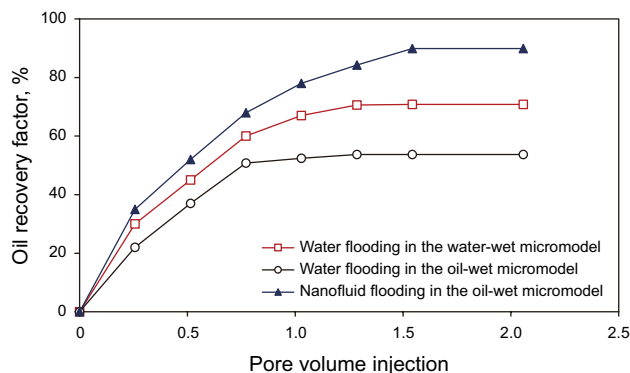 100
80
60
40
20
0
Oil recovery factor, %
Water flooding in the water-wet micromodel
Water flooding in the oil-wet micromodel
Nanofluid flooding in the oil-wet micromodel
0 0.5 1.0 1.5 2.0 2.5
Pore volume injection